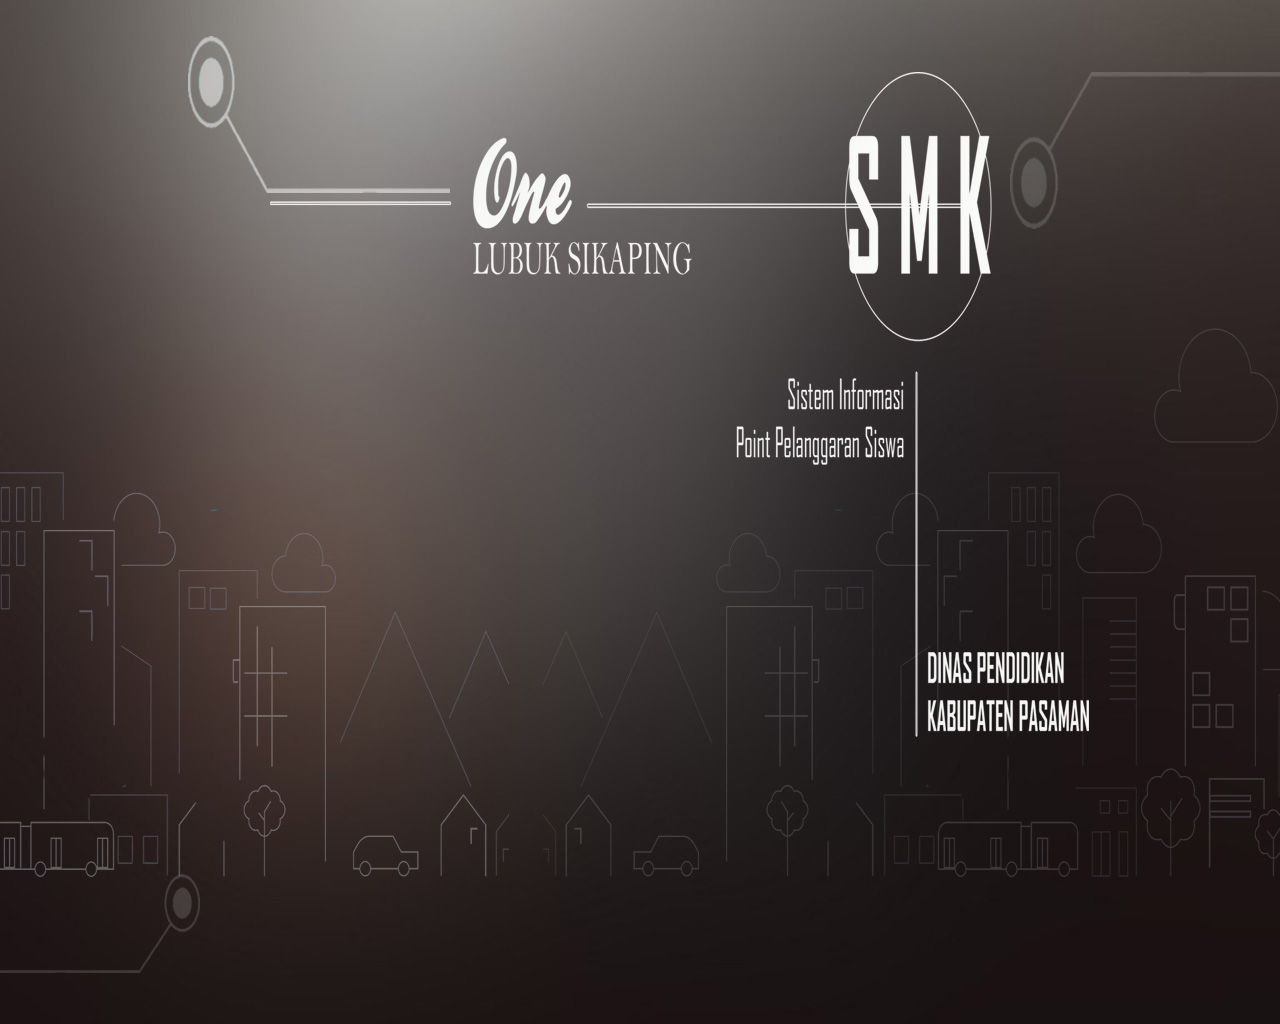 One
LUBUK SIKAPING
SMK
Sistem Informasi
Point Pelanggaran Siswa
DINAS PENDIDIKAN
KABUPATEN PASAMAN